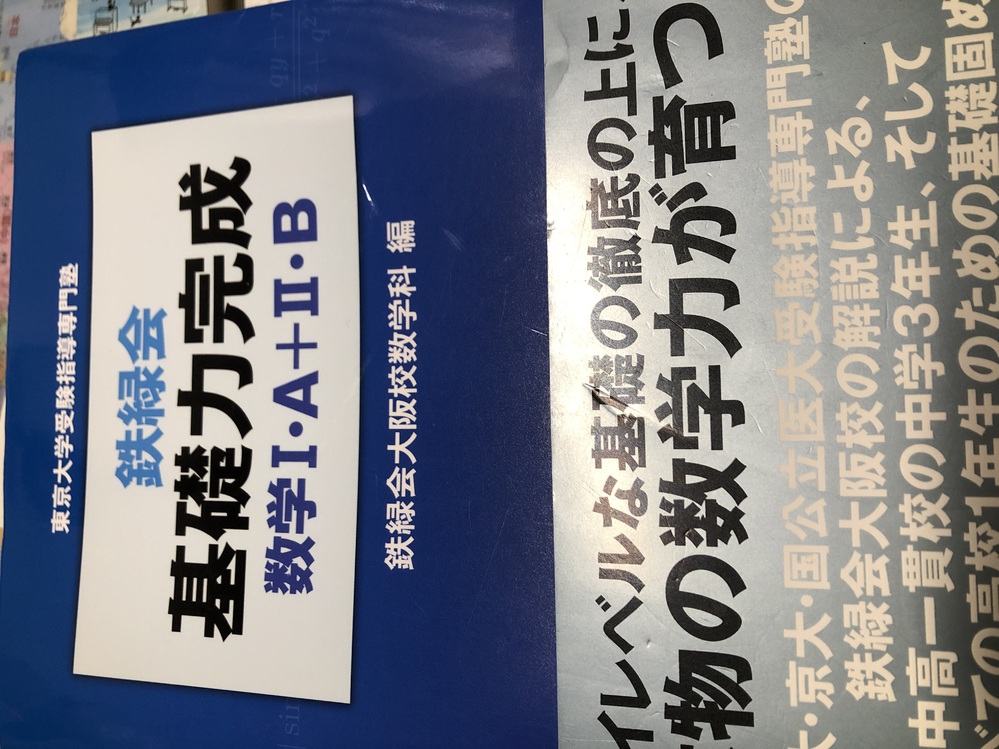 東京大学受験指導専門塾
鉄緑会
基礎力完成
数学I・A+II・B
鉄緑会大阪校数学科 編
イレベルな基礎の徹底の上に
物の数学力が育つ
大・京大・国公立医大受験指導専門塾の
鉄緑会大阪校の解説による、
中高一貫校の中学3年生、そして
べての高校1年生のための基礎固め